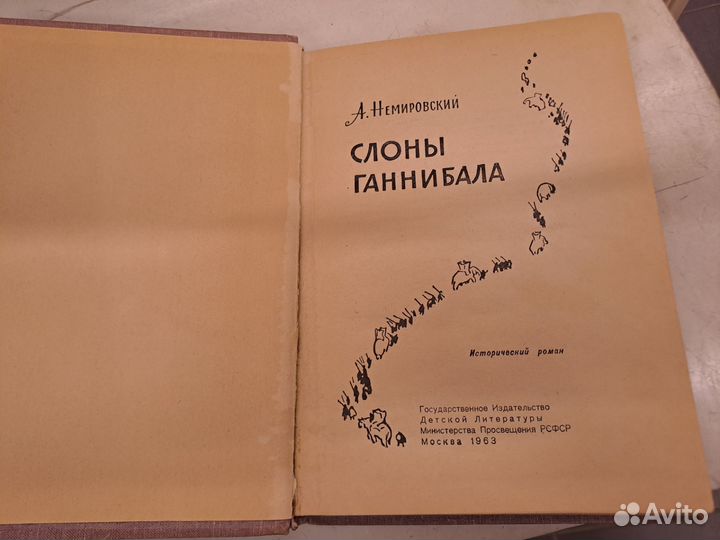 А. Немировский
СЛОНЫ
ГАННИБАЛА
Исторический роман
Государственное Издательство
Детской Литературы
Министерства Просвещения РСФСР
Москва 1963
Avito